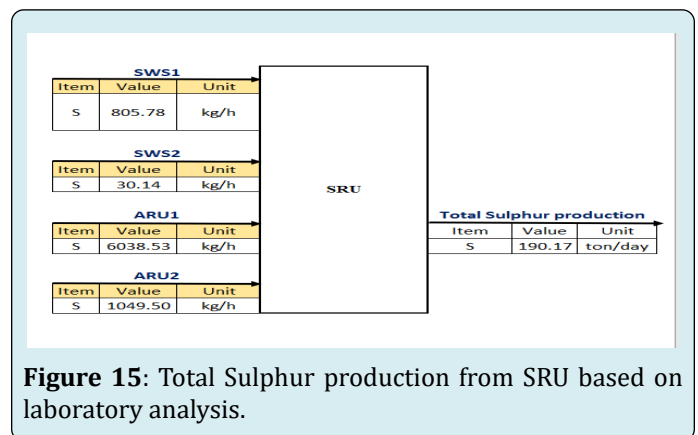 SWS1
Item Value Unit
S 805.78 kg/h
SWS2
Item Value Unit
S 30.14 kg/h
ARU1
Item Value Unit
S 6038.53 kg/h
ARU2
Item Value Unit
S 1049.50 kg/h
SRU
Total Sulphur production
Item Value Unit
S 190.17 ton/day
Figure 15: Total Sulphur production from SRU based on
laboratory analysis.